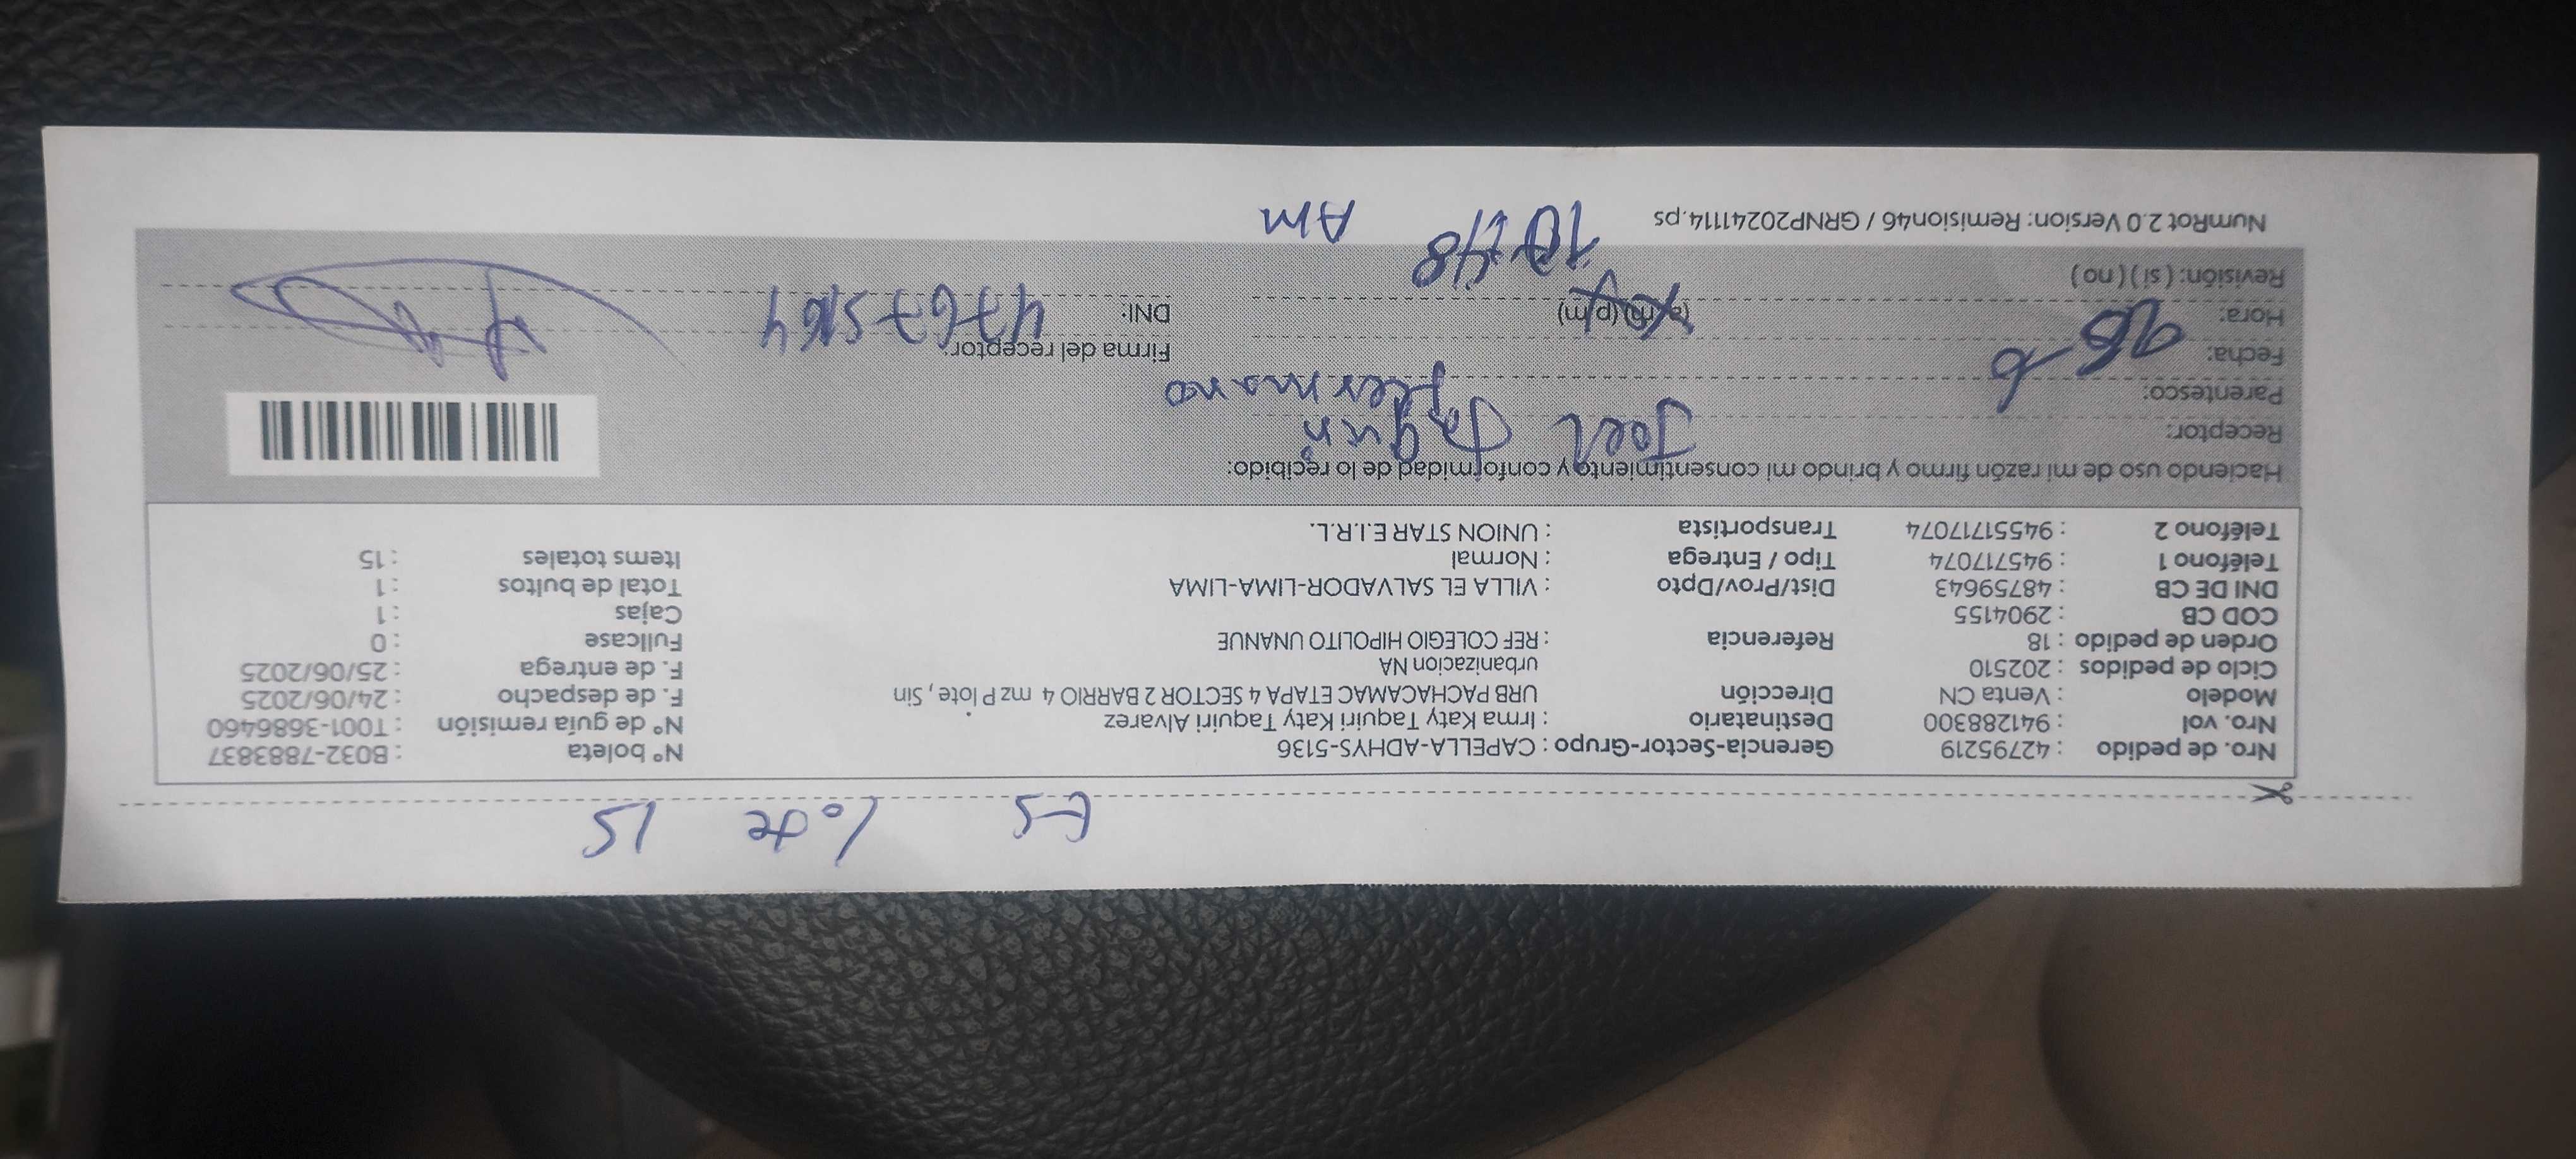 Es lote 15
Nro. de pedido : 42795219 Gerencia-Sector-Grupo : CAPELLA-ADHYS-5136 N° boleta : B032-7883837
Nro. vol : 941288300 Destinatario : Irma Katy Taquiri Katy Taquiri Alvarez N° de guía remisión : T001-3686460
Modelo : Venta CN Dirección URB PACHACAMAC ETAPA 4 SECTOR 2 BARRIO 4 mz P lote , Sin F. de despacho : 24/06/2025
Ciclo de pedidos : 202510 urbanizacion NA F. de entrega : 25/06/2025
Orden de pedido : 18 Referencia : REF COLEGIO HIPOLITO UNANUE Fullcase : 0
COD CB : 2904155 Cajas : 1
DNI DE CB : 48759643 Dist/Prov/Dpto : VILLA EL SALVADOR-LIMA-LIMA Total de bultos : 1
Teléfono 1 : 945717074 Tipo / Entrega : Normal Items totales : 15
Teléfono 2 : 94551717074 Transportista : UNION STAR E.I.R.L.
Haciendo uso de mi razón firmo y brindo mi consentimiento y conformidad de lo recibido:
Receptor: Joel Taquiri
Parentesco: Hermano
Fecha: 25-6 Firma del receptor:
Hora: (a/m) (p/m) DNI: 47675164
Revisión: ( si ) ( no ) 10:48 AM
NumRot 2.0 Version: Remision46 / GRNP20241114.ps